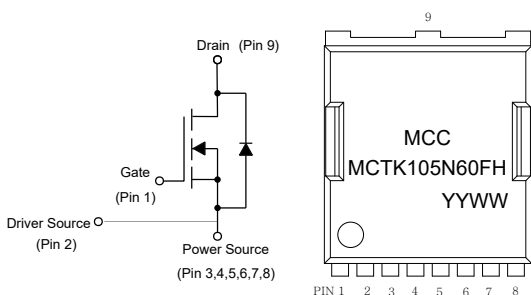 Drain (Pin 9)
Gate
(Pin 1)
Driver Source
(Pin 2)
Power Source
(Pin 3,4,5,6,7,8)
9
MCC
MCTK105N60FH
YYWW
PIN 1 2 3 4 5 6 7 8